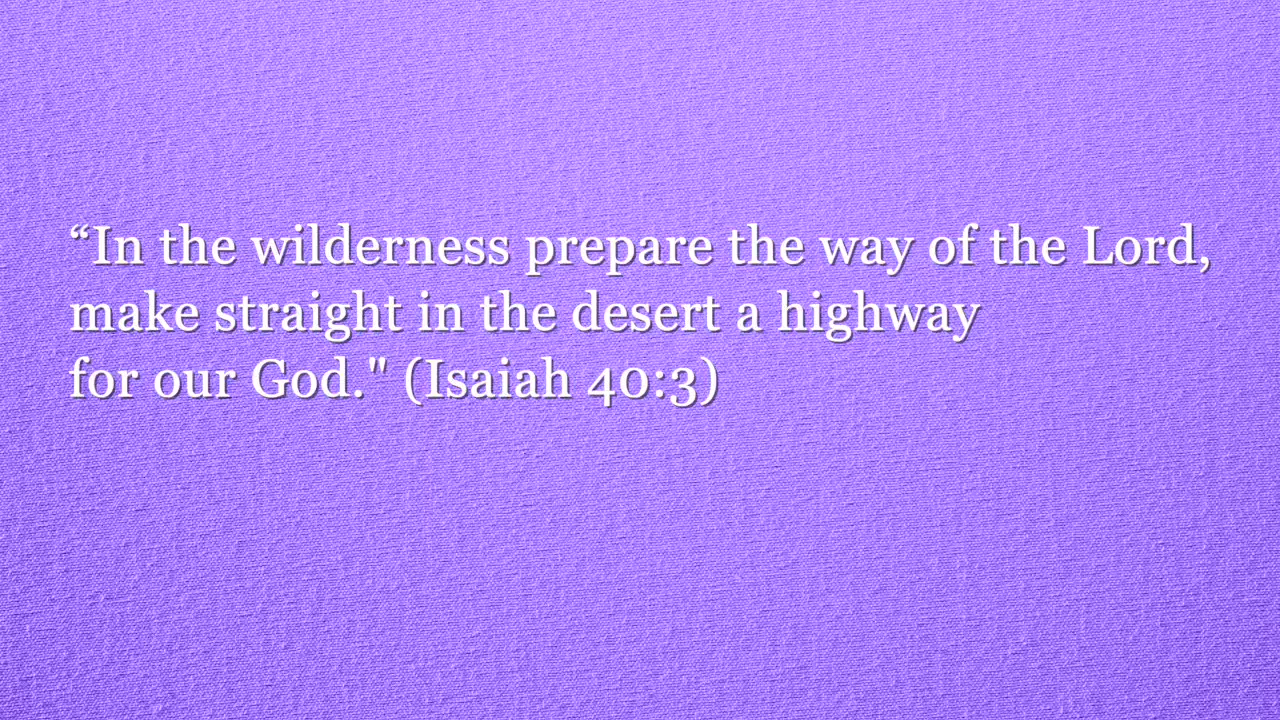 “In the wilderness prepare the way of the Lord,
make straight in the desert a highway
for our God." (Isaiah 40:3)